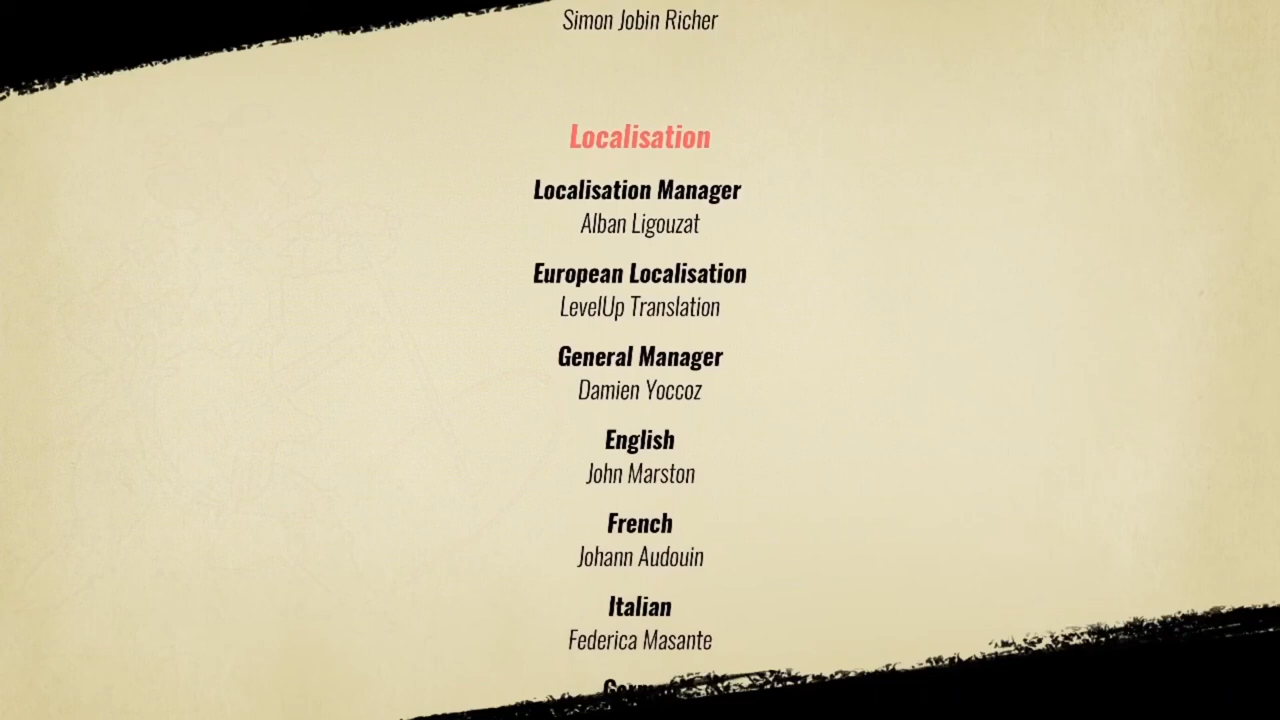 Simon Jobin Richer
Localisation
Localisation Manager
Alban Ligouzat
European Localisation
LevelUp Translation
General Manager
Damien Yoccoz
English
John Marston
French
Johann Audouin
Italian
Federica Masante